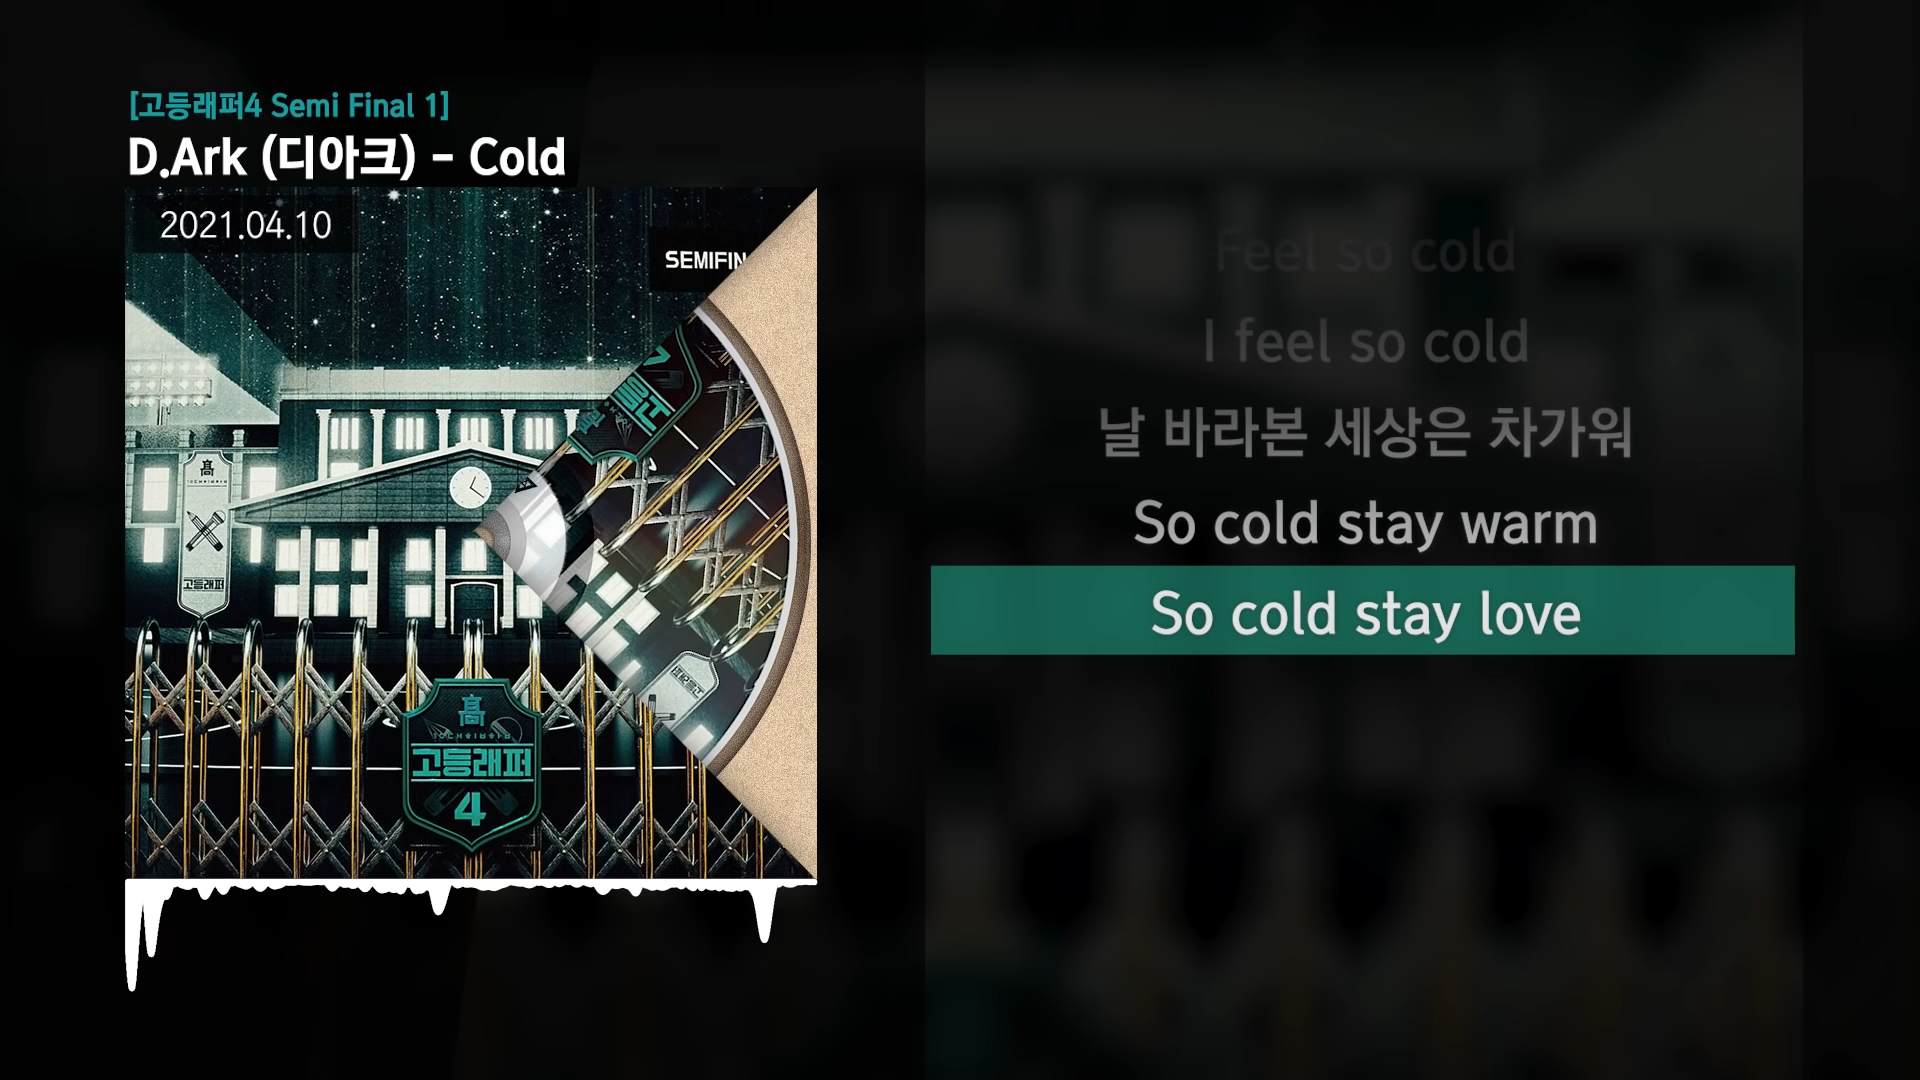 [고등래퍼4 Semi Final 1]
D.Ark (디아크) - Cold
2021.04.10
SEMIFIN
高
고등래퍼
高
고등래퍼
4
Feel so cold
I feel so cold
날 바라본 세상은 차가워
So cold stay warm
So cold stay love